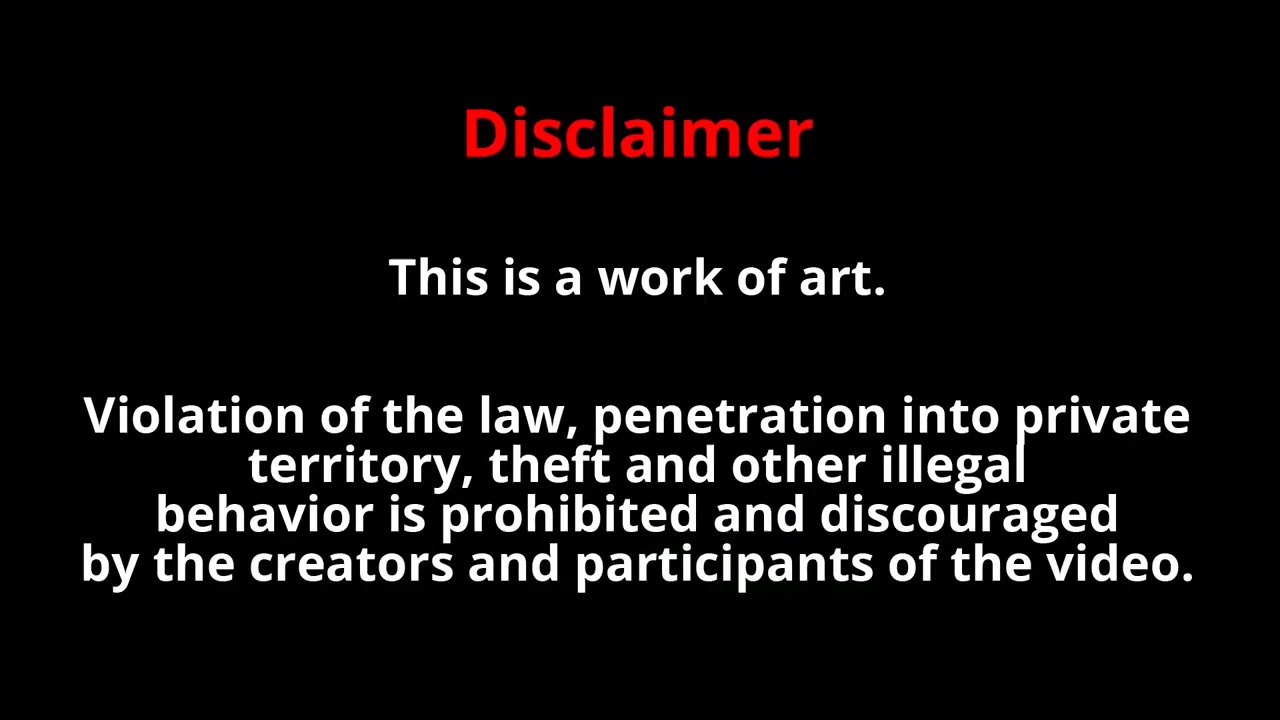 Disclaimer
This is a work of art.
Violation of the law, penetration into private
territory, theft and other illegal
behavior is prohibited and discouraged
by the creators and participants of the video.